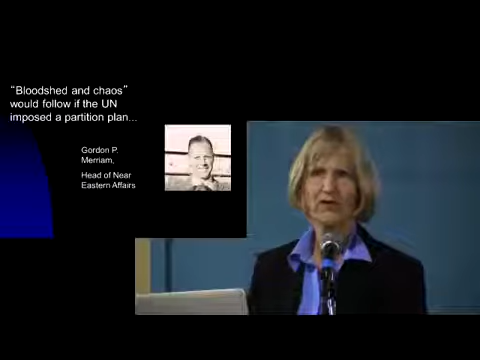 “Bloodshed and chaos”
would follow if the UN
imposed a partition plan...
Gordon P.
Merriam,
Head of Near
Eastern Affairs